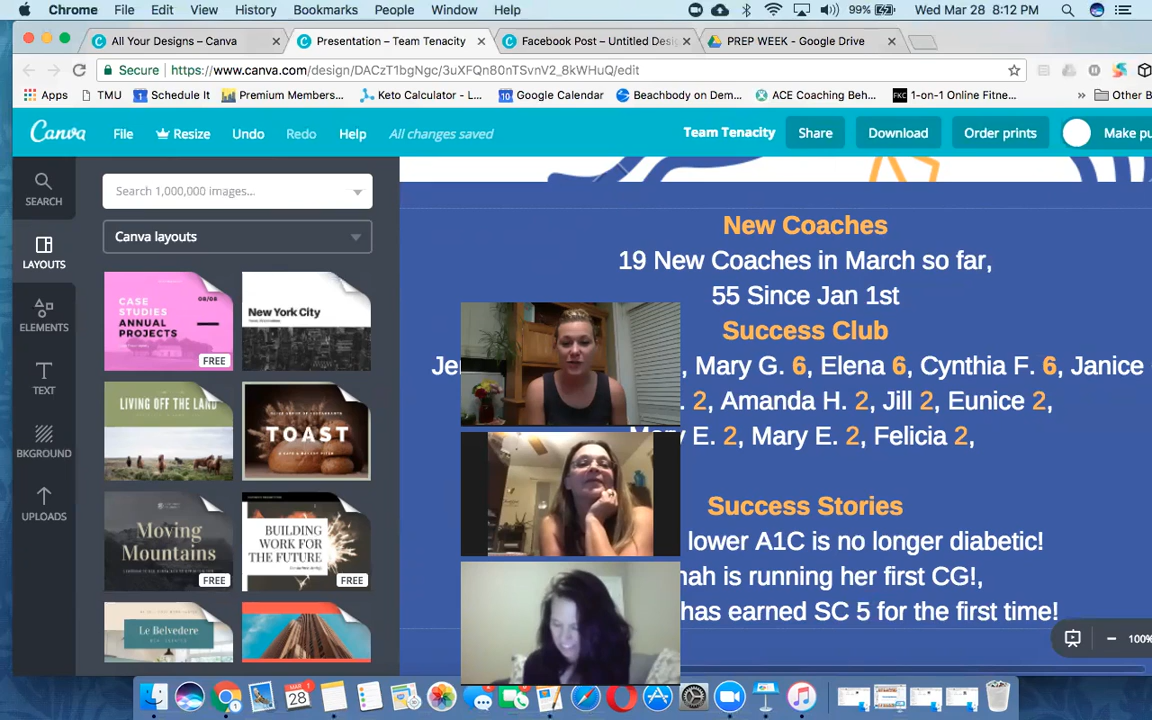 Chrome File Edit View History Bookmarks People Window Help 99% Wed Mar 28 8:12 PM
All Your Designs – Canva Presentation – Team Tenacity Facebook Post – Untitled Desi PREP WEEK - Google Drive
Secure https://www.canva.com/design/DACzT1bgNgc/3uXFQn80nTSvnV2_8kWHuQ/edit
Apps TMU Schedule It Premium Members... Keto Calculator - L... Google Calendar Beachbody on Dem... ACE Coaching Beh... 1-on-1 Online Fitne... » Other B
Canva File Resize Undo Redo Help All changes saved Team Tenacity Share Download Order prints Make pu
SEARCH
Search 1,000,000 images...
Canva layouts
LAYOUTS
ELEMENTS
TEXT
BKGROUND
UPLOADS
CASE
STUDIES
ANNUAL
PROJECTS
FREE
New York City
LIVING OFF THE LAND
TOAST
Moving
Mountains
FREE
BUILDING
WORK FOR
THE FUTURE
FREE
Le Belvedere
New Coaches
19 New Coaches in March so far,
55 Since Jan 1st
Success Club
Je , Mary G. 6, Elena 6, Cynthia F. 6, Janice
. 2, Amanda H. 2, Jill 2, Eunice 2,
E. 2, Mary E. 2, Felicia 2,
Success Stories
lower A1C is no longer diabetic!
nah is running her first CG!,
has earned SC 5 for the first time!
100%
MAR
28